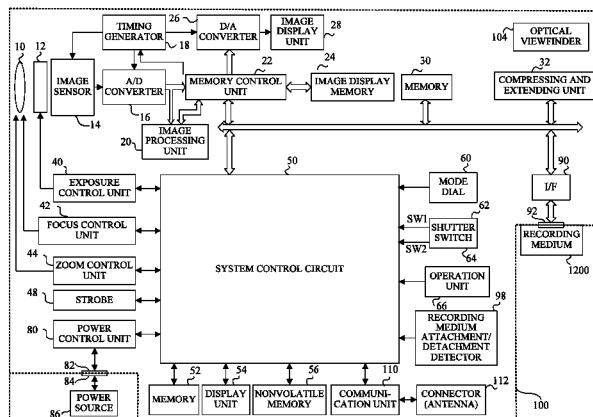 26
TIMING
GENERATOR
18
D/A
CONVERTER
IMAGE DISPLAY
UNIT
28
104
OPTICAL
VIEWFINDER
10
12
IMAGE
SENSOR
14
A/D
CONVERTER
16
22
MEMORY CONTROL
UNIT
24
IMAGE DISPLAY
MEMORY
30
MEMORY
32
COMPRESSING AND
EXTENDING UNIT
20
IMAGE
PROCESSING
UNIT
40
EXPOSURE
CONTROL UNIT
42
FOCUS CONTROL
UNIT
44
ZOOM CONTROL
UNIT
48
STROBE
80
POWER
CONTROL UNIT
82
84
POWER
SOURCE
86
50
SYSTEM CONTROL CIRCUIT
60
MODE
DIAL
62
SW1
SHUTTER
SWITCH
SW2
64
OPERATION
UNIT
66
98
RECORDING
MEDIUM
ATTACHMENT/
DETACHMENT
DETECTOR
90
I/F
92
RECORDING
MEDIUM
1200
52
MEMORY
54
DISPLAY
UNIT
56
NONVOLATILE
MEMORY
110
COMMUNI-
CATION UNIT
112
CONNECTOR
(ANTENNA)
100